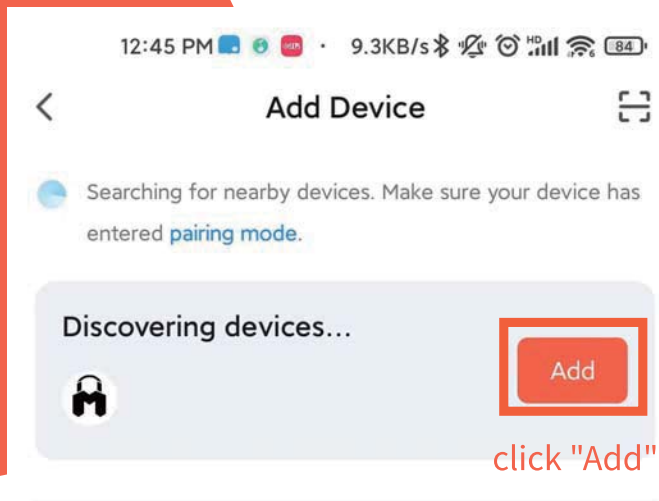 12:45 PM · 9.3KB/s HD 84
Add Device
Searching for nearby devices. Make sure your device has
entered pairing mode.
Discovering devices...
Add
click "Add"